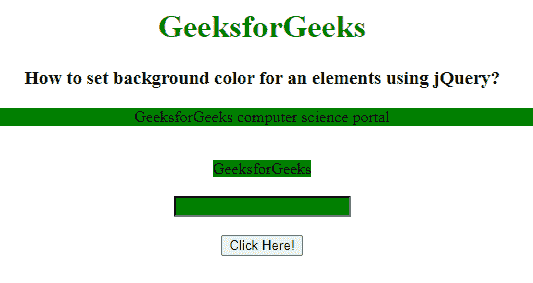 GeeksforGeeks
How to set background color for an elements using jQuery?
GeeksforGeeks computer science portal
GeeksforGeeks
Click Here!